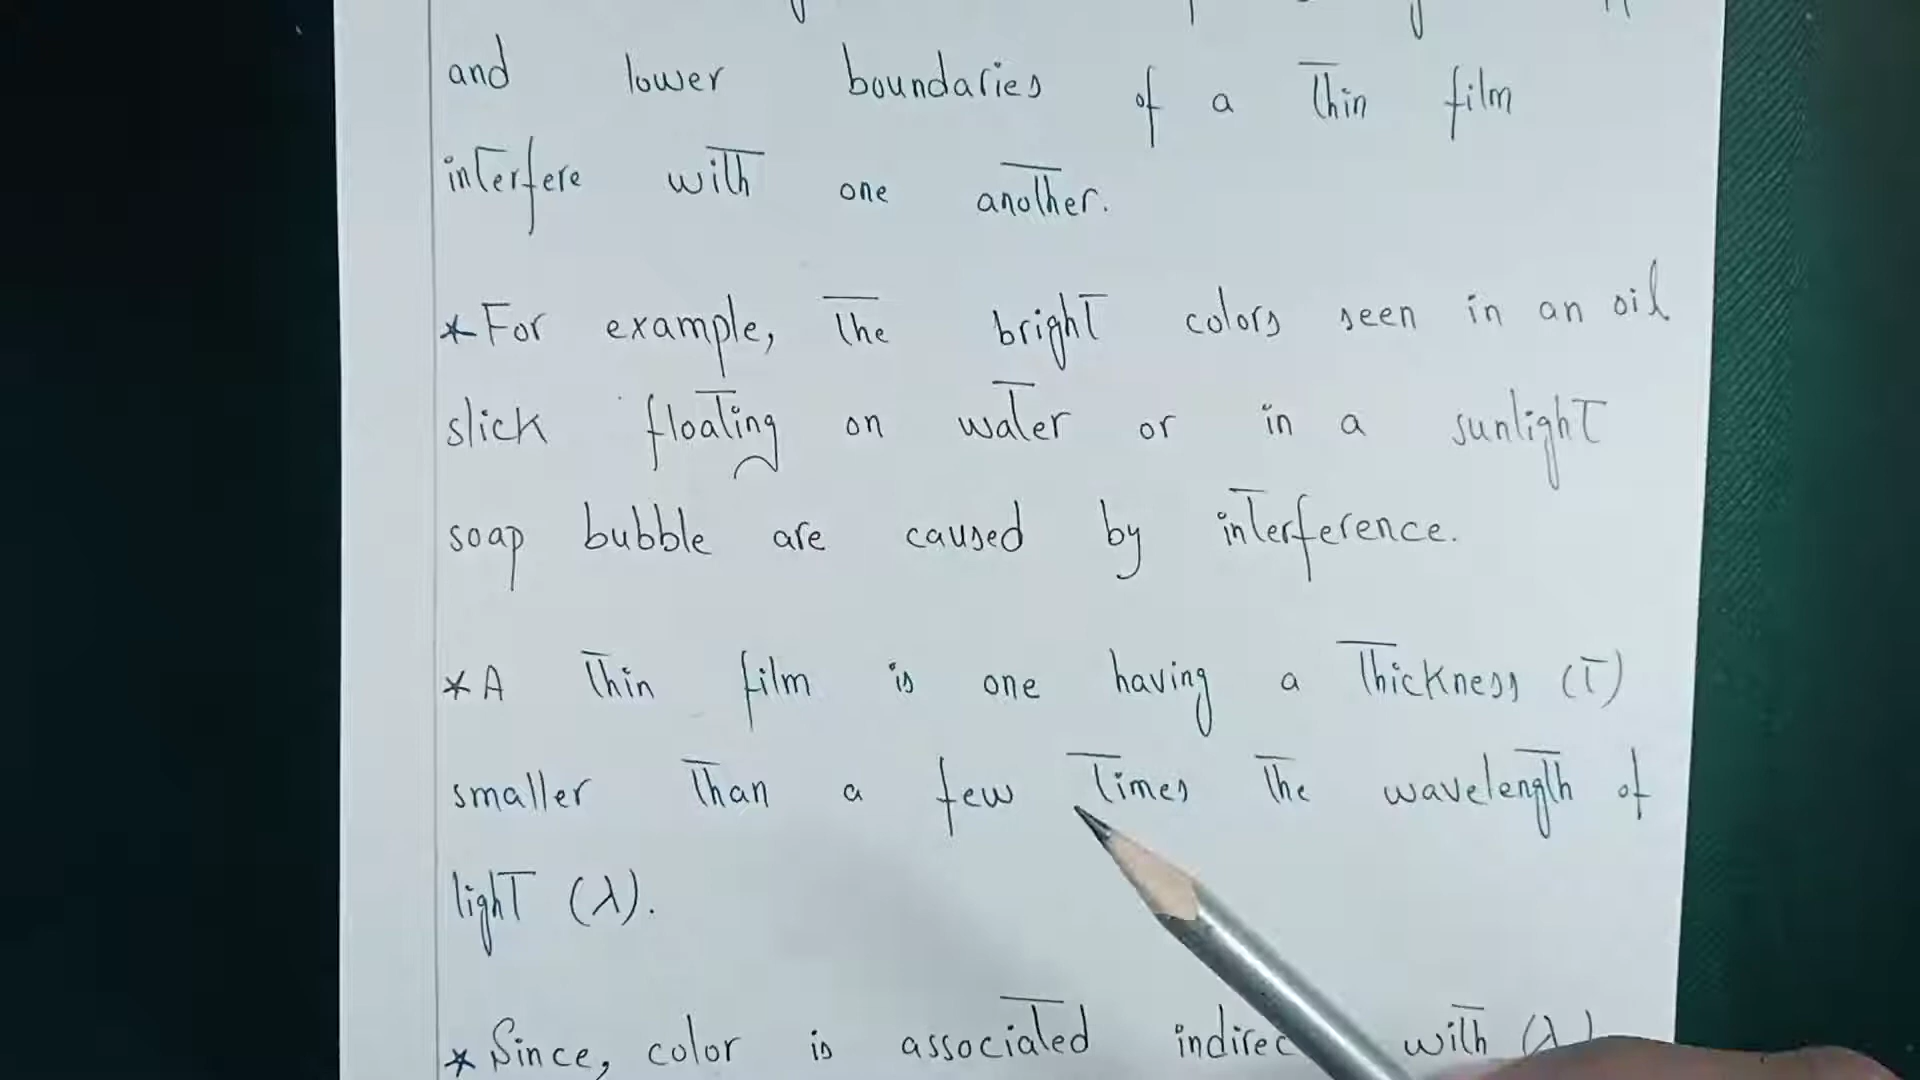 and lower boundaries of a thin film
interfere with one another.
*For example, the bright colors seen in an oil
slick floating on water or in a sunlight
soap bubble are caused by interference.
*A thin film is one having a thickness (T)
smaller than a few times the wavelength of
light (λ).
*Since, color is associated with (λ)